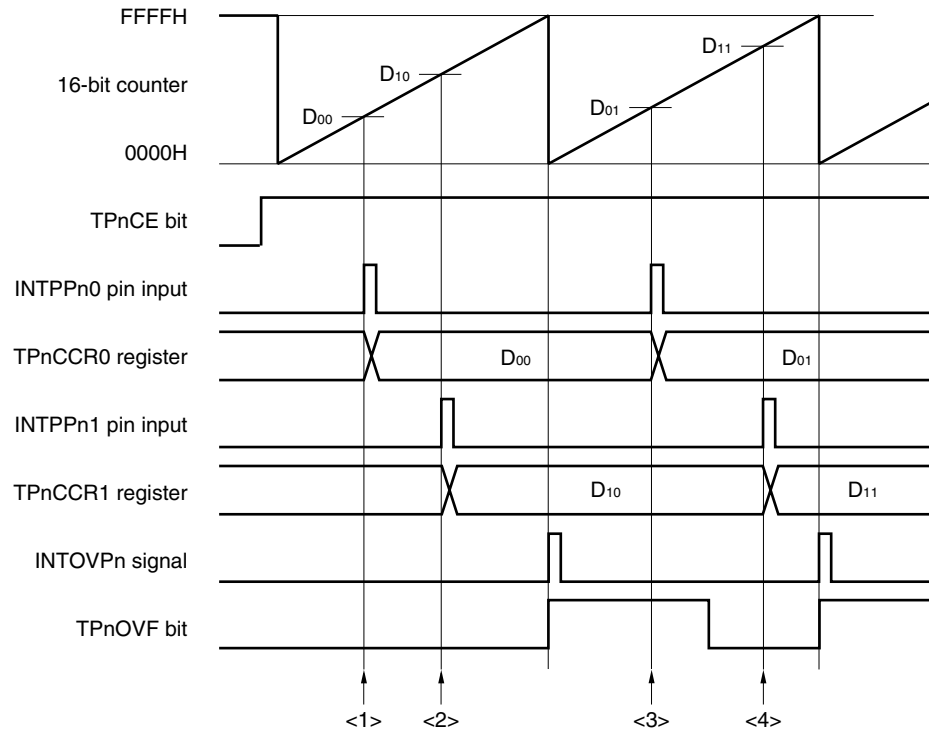 FFFFH
D11
D10
16-bit counter
D01
D00
0000H
TPnCE bit
INTPPn0 pin input
TPnCCR0 register
D00
D01
INTPPn1 pin input
TPnCCR1 register
D10
D11
INTOVPn signal
TPnOVF bit
<1>
<2>
<3>
<4>